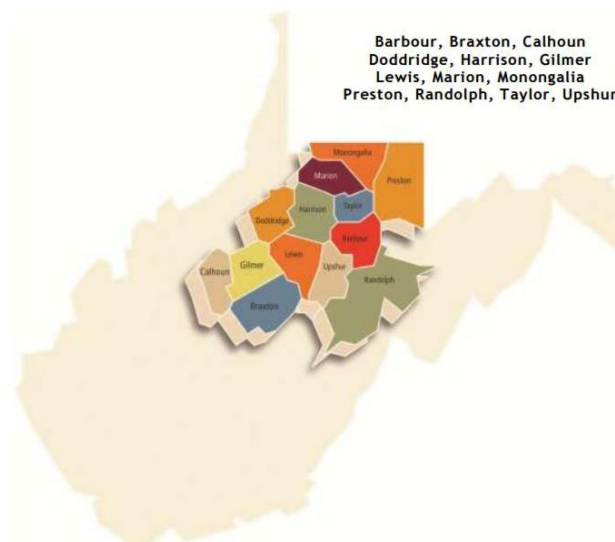 Barbour, Braxton, Calhoun
Doddridge, Harrison, Gilmer
Lewis, Marion, Monongalia
Preston, Randolph, Taylor, Upshur
Monongalia
Marion
Preston
Taylor
Harrison
Doddridge
Barbour
Lewis
Gilmer
Upshur
Calhoun
Randolph
Braxton